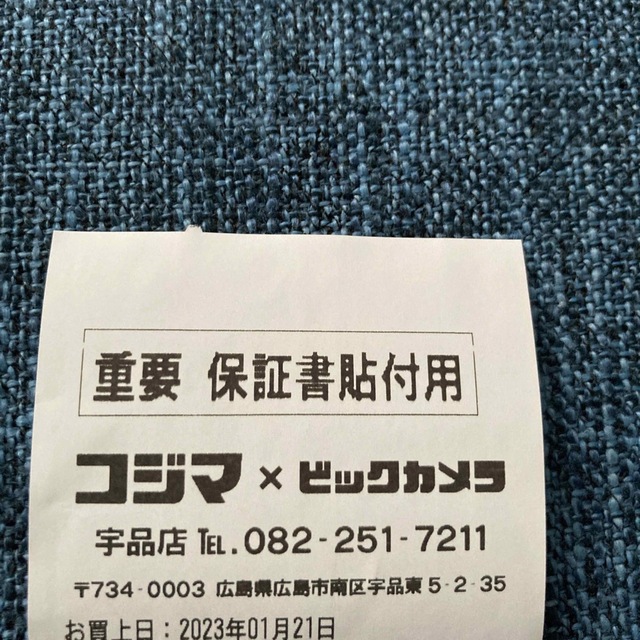 重要 保証書貼付用
コジマ×ビックカメラ
宇品店 TEL.082-251-7211
〒734-0003 広島県広島市南区宇品東5-2-35
お買上日：2023年01月21日